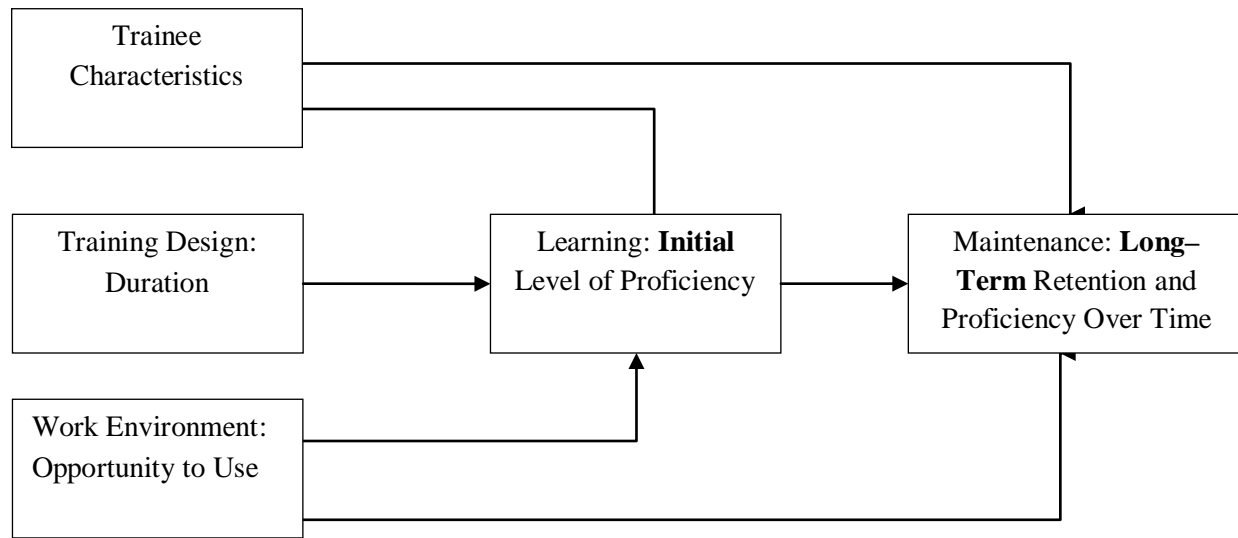 Trainee
Characteristics
Training Design:
Duration
Learning: Initial
Level of Proficiency
Maintenance: Long–
Term Retention and
Proficiency Over Time
Work Environment:
Opportunity to Use